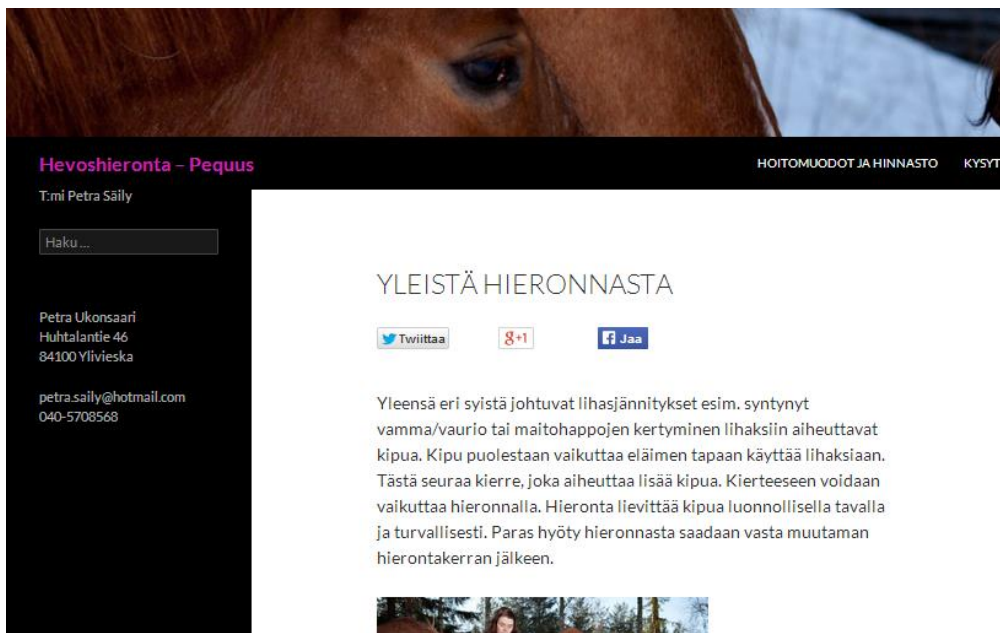 Hevoshieronta – Pequus
HOITOMUODOT JA HINNASTO
KYSYT
T:mi Petra Säily
Haku ...
Petra Ukonsaari
Huhtalantie 46
84100 Ylivieska
petra.saily@hotmail.com
040-5708568
YLEISTÄ HIERONNASTA
Twiittaa
8+1
Jaa
Yleensä eri syistä johtuvat lihasjännitykset esim. syntynyt
vamma/vaurio tai maitohappojen kertyminen lihaksiin aiheuttavat
kipua. Kipu puolestaan vaikuttaa eläimen tapaan käyttää lihaksiaan.
Tästä seuraa kierre, joka aiheuttaa lisää kipua. Kierteeseen voidaan
vaikuttaa hieronnalla. Hieronta lievittää kipua luonnollisella tavalla
ja turvallisesti. Paras hyöty hieronnasta saadaan vasta muutaman
hierontakerran jälkeen.